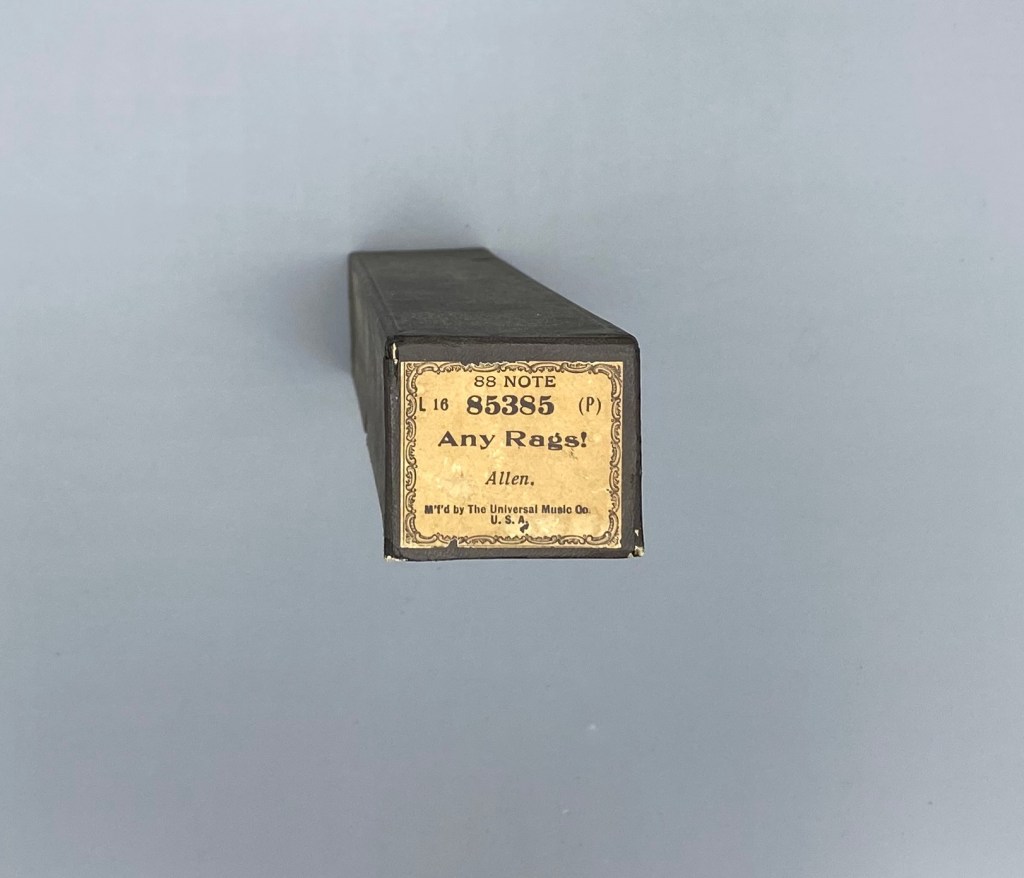 88 NOTE
L 16 85385 (P)
Any Rags!
Allen.
M'f'd by The Universal Music Co.
U. S. A.